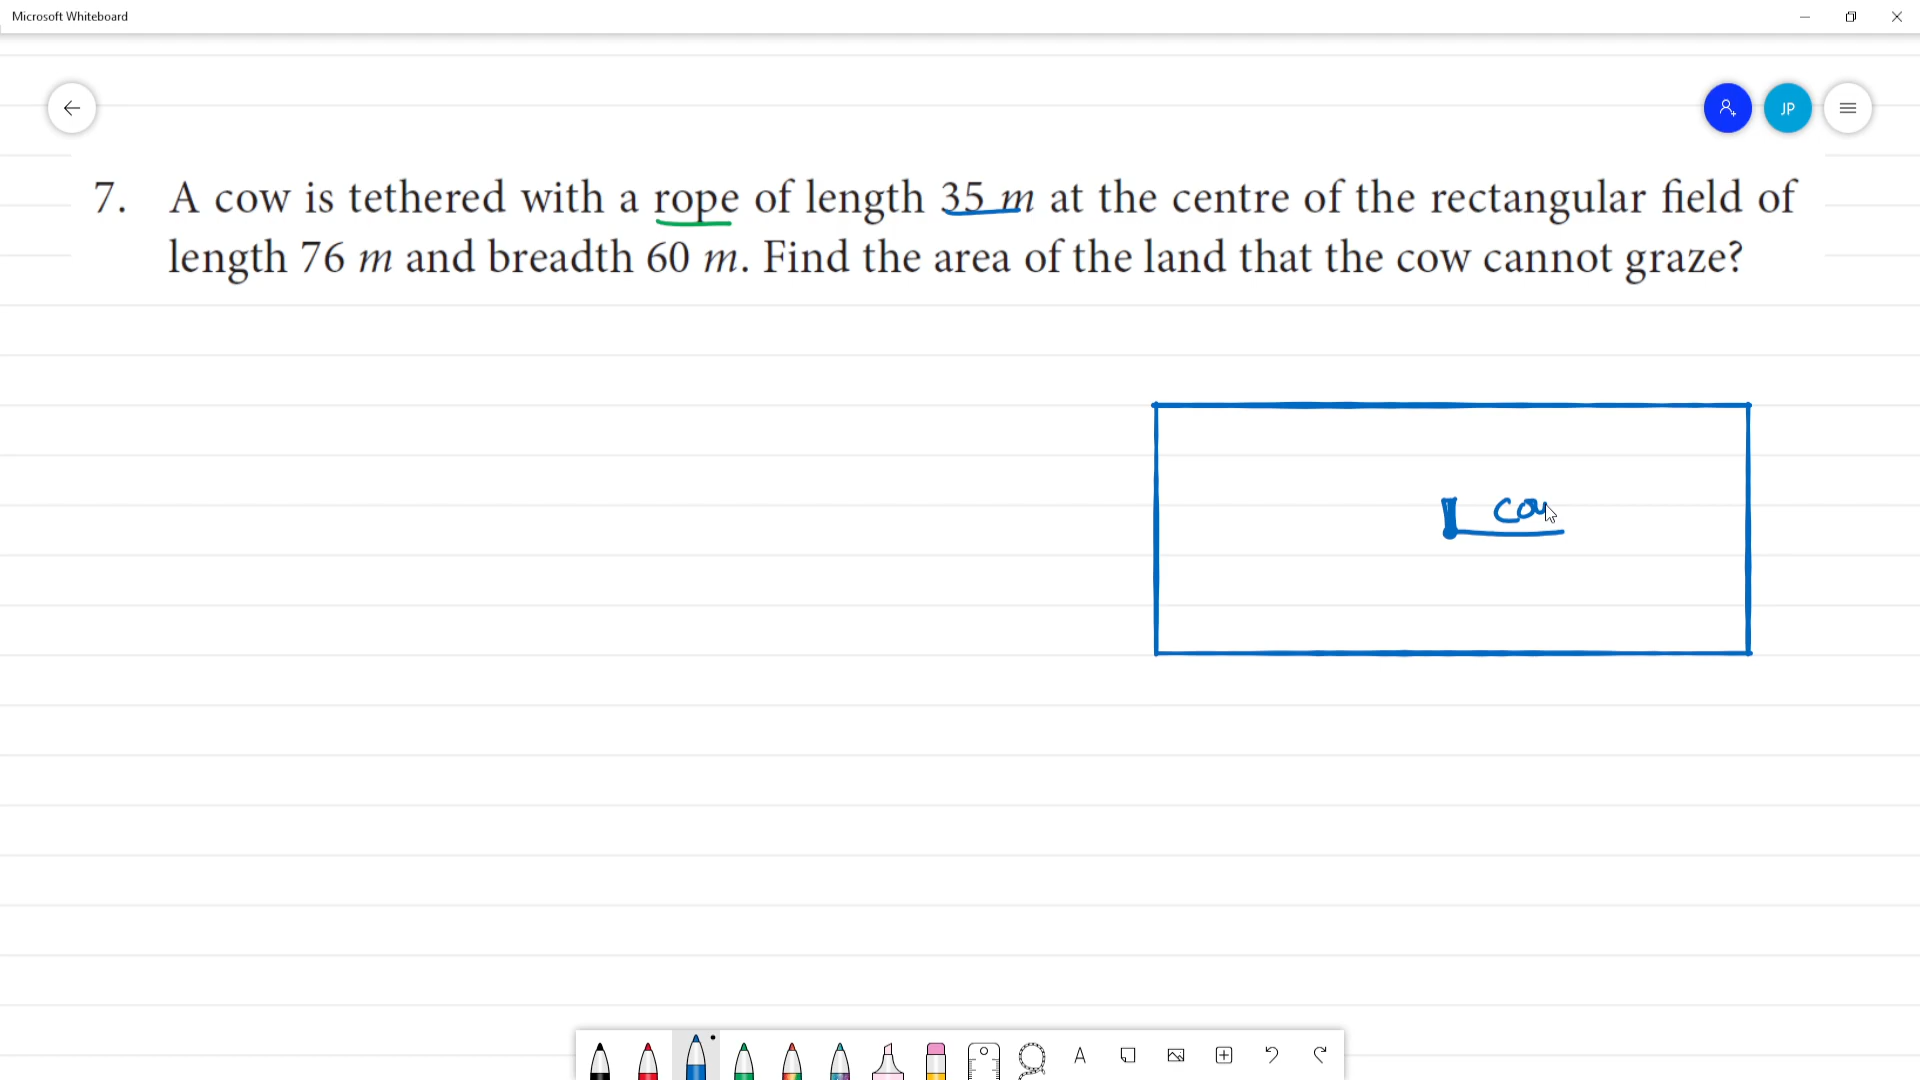 Microsoft Whiteboard
JP
7. A cow is tethered with a rope of length 35 m at the centre of the rectangular field of
length 76 m and breadth 60 m. Find the area of the land that the cow cannot graze?
cow
A